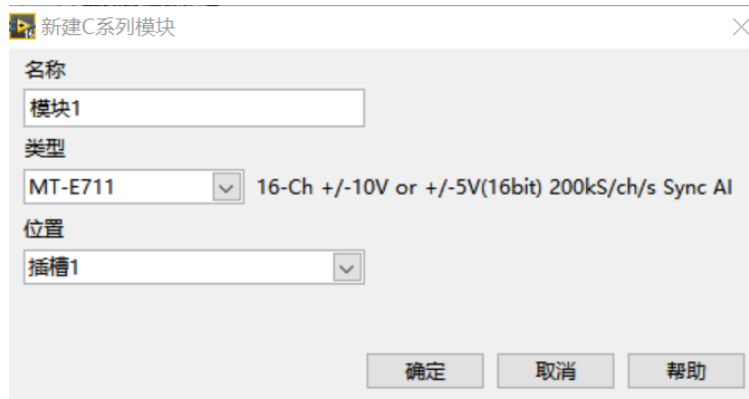 新建C系列模块
名称
模块1
类型
MT-E711 16-Ch +/-10V or +/-5V(16bit) 200kS/ch/s Sync AI
位置
插槽1
确定 取消 帮助